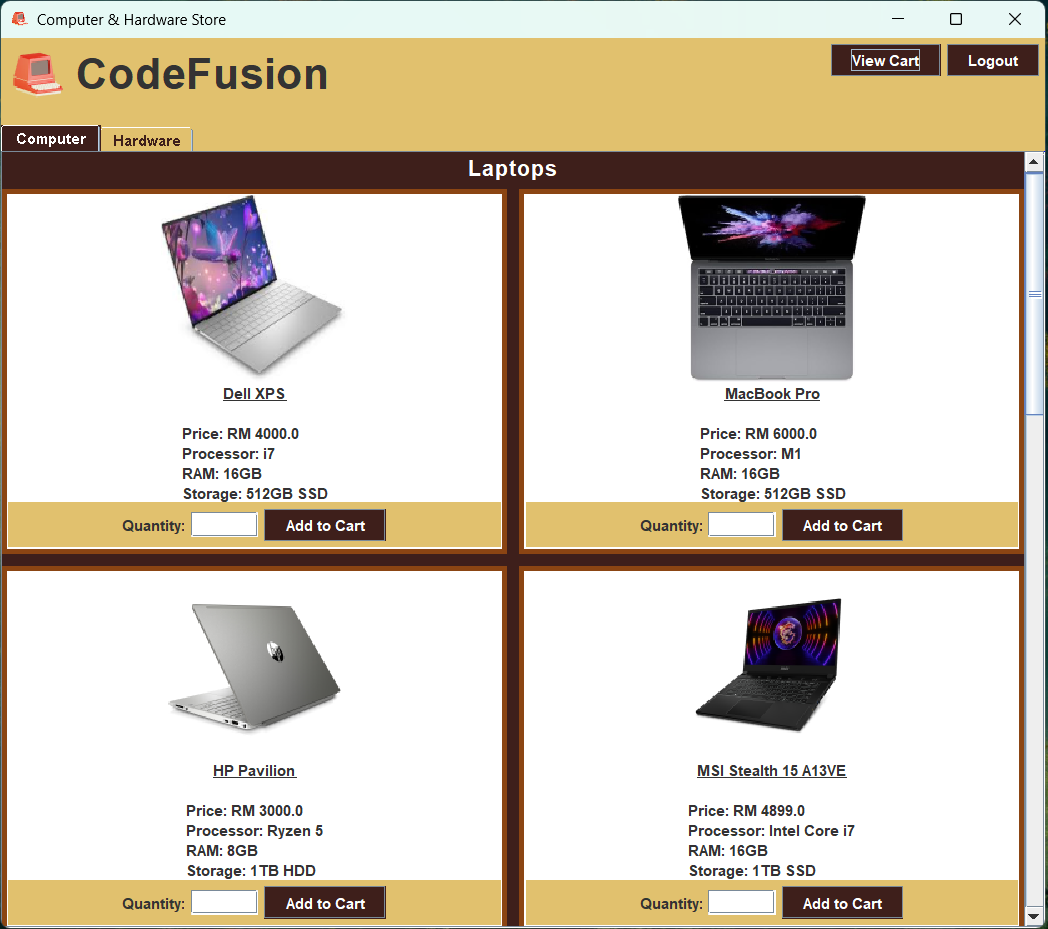 Computer & Hardware Store
CodeFusion
View Cart
Logout
Computer
Hardware
Laptops
Dell XPS
Price: RM 4000.0
Processor: i7
RAM: 16GB
Storage: 512GB SSD
Quantity:
Add to Cart
MacBook Pro
Price: RM 6000.0
Processor: M1
RAM: 16GB
Storage: 512GB SSD
Quantity:
Add to Cart
HP Pavilion
Price: RM 3000.0
Processor: Ryzen 5
RAM: 8GB
Storage: 1TB HDD
Quantity:
Add to Cart
MSI Stealth 15 A13VE
Price: RM 4899.0
Processor: Intel Core i7
RAM: 16GB
Storage: 1TB SSD
Quantity:
Add to Cart